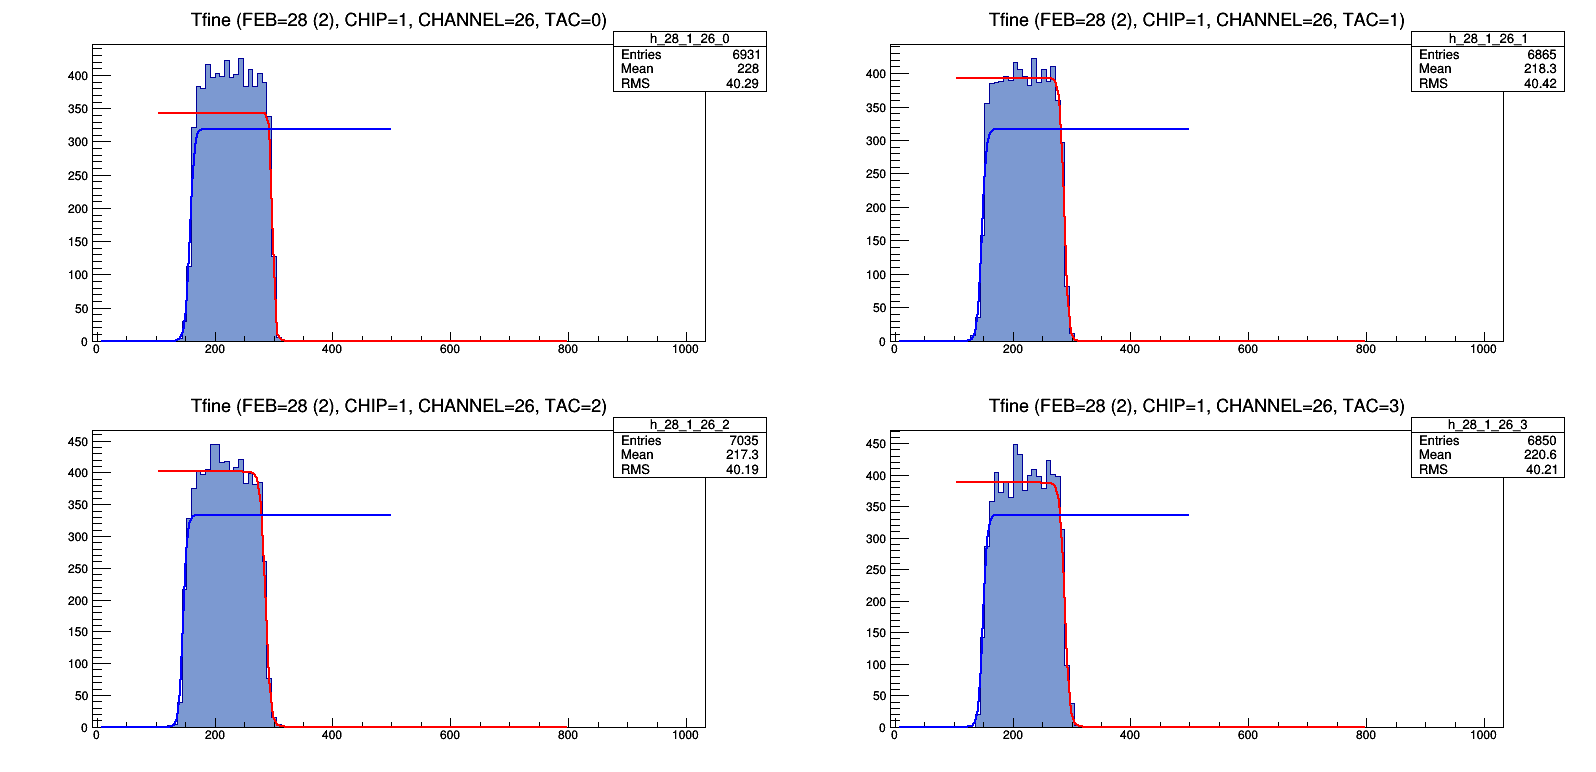 Tfine (FEB=28 (2), CHIP=1, CHANNEL=26, TAC=0)
h_28_1_26_0
Entries 6931
Mean 228
RMS 40.29
400
350
300
250
200
150
100
50
0
0 200 400 600 800 1000
Tfine (FEB=28 (2), CHIP=1, CHANNEL=26, TAC=1)
h_28_1_26_1
Entries 6865
Mean 218.3
RMS 40.42
400
350
300
250
200
150
100
50
0
0 200 400 600 800 1000
Tfine (FEB=28 (2), CHIP=1, CHANNEL=26, TAC=2)
h_28_1_26_2
Entries 7035
Mean 217.3
RMS 40.19
450
400
350
300
250
200
150
100
50
0
0 200 400 600 800 1000
Tfine (FEB=28 (2), CHIP=1, CHANNEL=26, TAC=3)
h_28_1_26_3
Entries 6850
Mean 220.6
RMS 40.21
450
400
350
300
250
200
150
100
50
0
0 200 400 600 800 1000